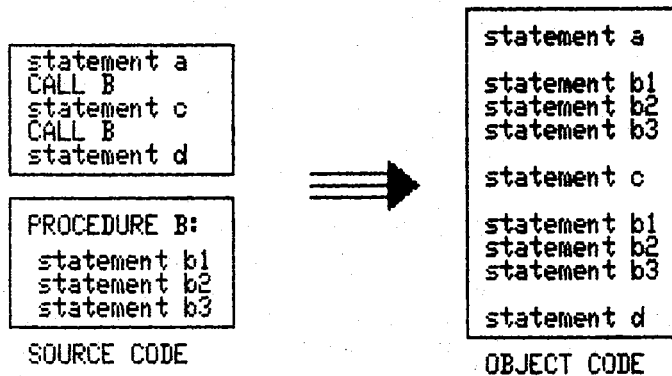 statement a
CALL B
statement c
CALL B
statement d
PROCEDURE B:
statement b1
statement b2
statement b3
SOURCE CODE
statement a
statement b1
statement b2
statement b3
statement c
statement b1
statement b2
statement b3
statement d
OBJECT CODE